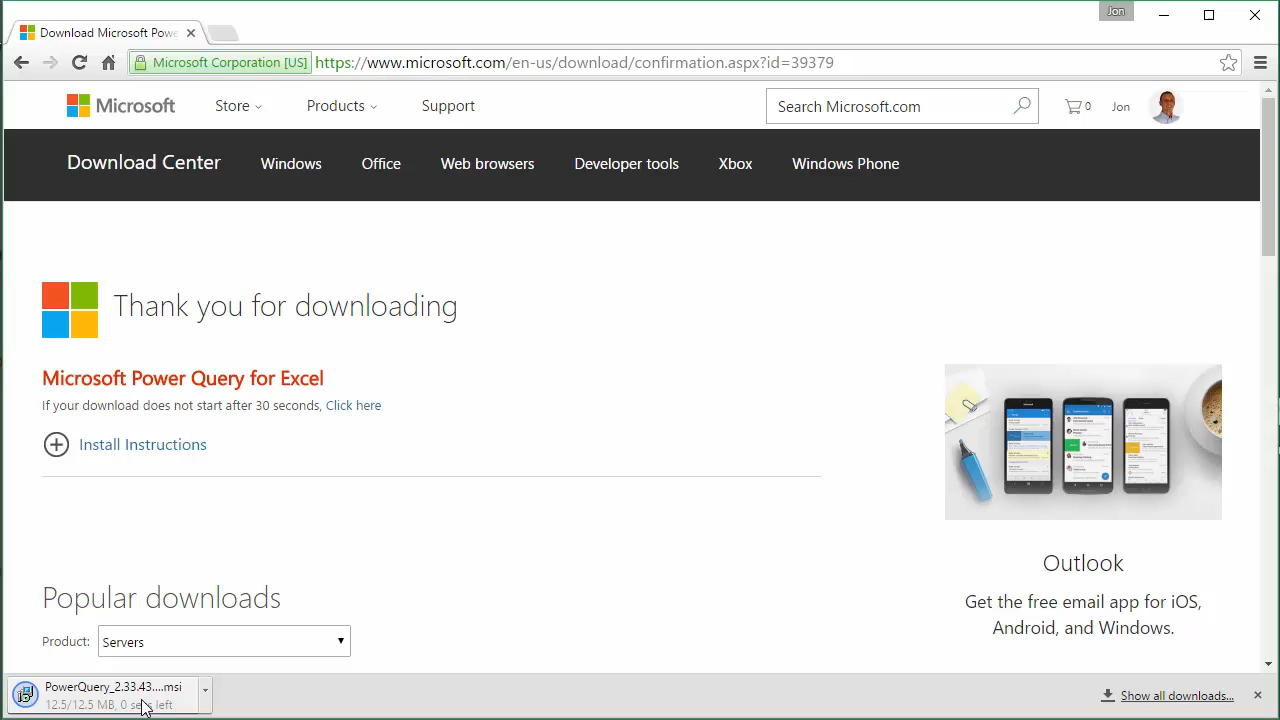 Jon
Download Microsoft Powe
Microsoft Corporation [US] https://www.microsoft.com/en-us/download/confirmation.aspx?id=39379
Microsoft Store Products Support Search Microsoft.com 0 Jon
Download Center Windows Office Web browsers Developer tools Xbox Windows Phone
Thank you for downloading
Microsoft Power Query for Excel
If your download does not start after 30 seconds, Click here
Install Instructions
Outlook
Get the free email app for iOS,
Android, and Windows.
Popular downloads
Product: Servers
PowerQuery_2.33.43....msi
12.5/12.5 MB, 0 left
Show all downloads...